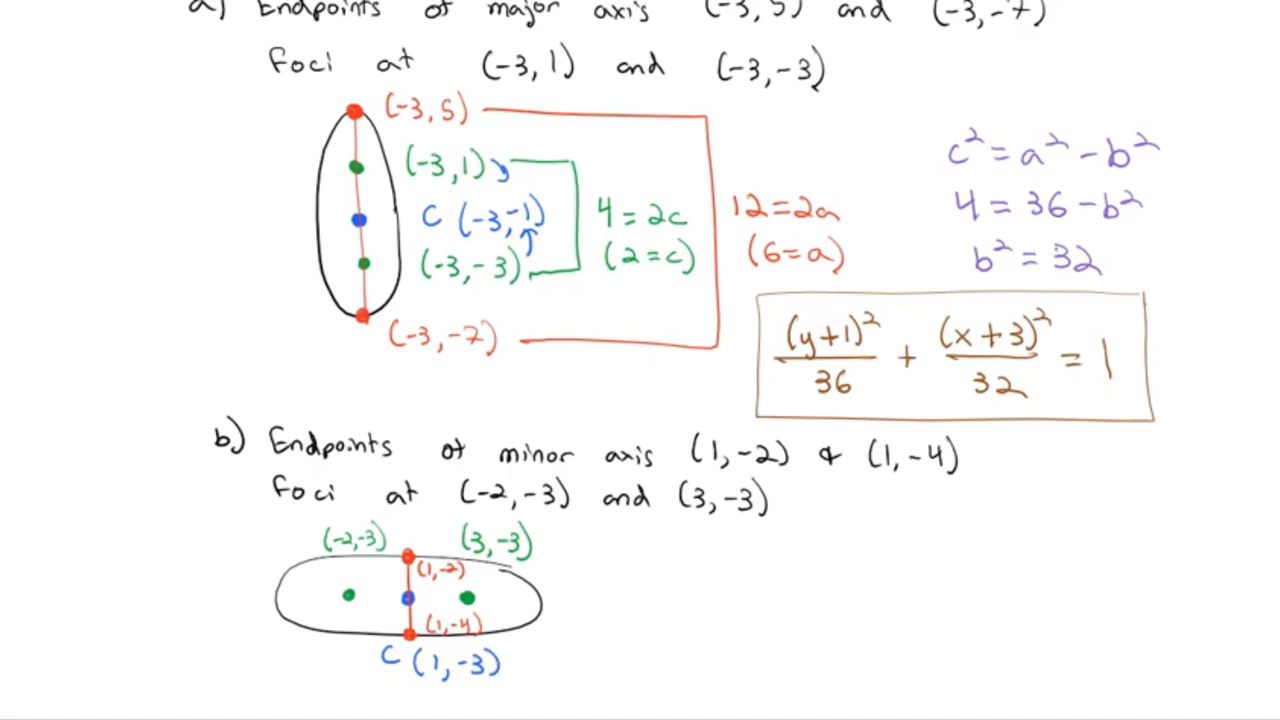 a) Endpoints of major axis (-3, 5) and (-3, -7)
Foci at (-3, 1) and (-3, -3)
(-3, 5)
(-3, 1)
C (-3, -1)
(-3, -3)
(-3, -7)
4 = 2c
(2 = c)
12 = 2a
(6 = a)
c² = a² - b²
4 = 36 - b²
b² = 32
(y+1)²/36 + (x+3)²/32 = 1
b) Endpoints of minor axis (1, -2) & (1, -4)
Foci at (-2, -3) and (3, -3)
(-2, -3) (3, -3)
(1, -2)
(1, -4)
C (1, -3)